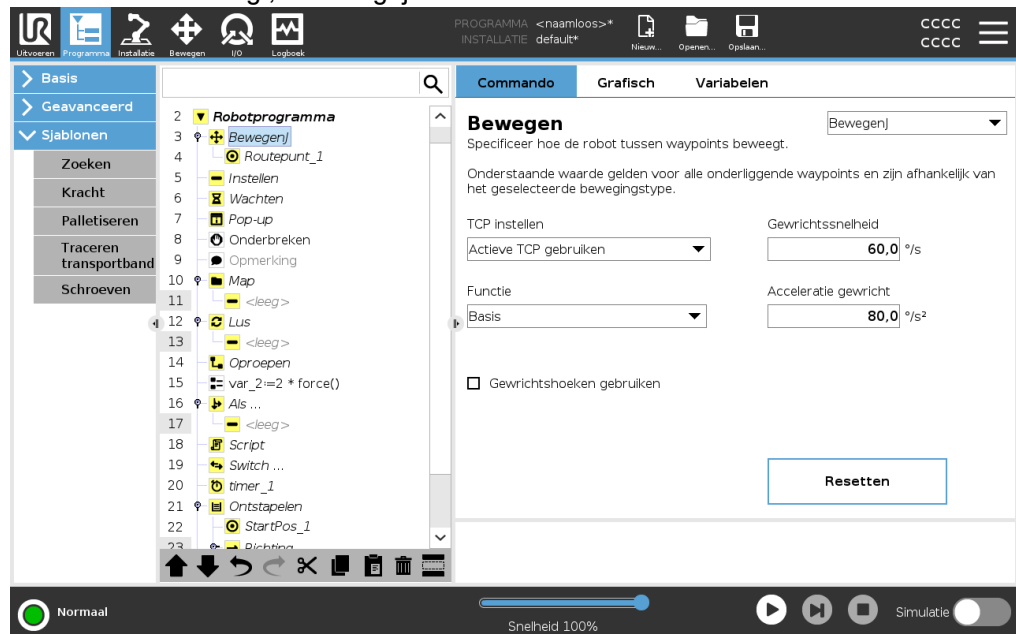 PROGRAMMA <naamloos>*
INSTALLATIE default*
Uitvoeren Programma Installatie Bewegen I/O Logboek
Nieuw... Openen... Opslaan...
CCCC
CCCC
Basis
Geavanceerd
Sjablonen
Zoeken
Kracht
Palletiseren
Traceren
transportband
Schroeven
2 Robotprogramma
3 BewegenJ
4 Routepunt_1
5 Instellen
6 Wachten
7 Pop-up
8 Onderbreken
9 Opmerking
10 Map
11 <leeg>
12 Lus
13 <leeg>
14 Oproepen
15 var_2:=2 * force()
16 Als ...
17 <leeg>
18 Script
19 Switch ...
20 timer_1
21 Ontstapelen
22 StartPos_1
23 Richting
Commando Grafisch Variabelen
Bewegen
BewegenJ
Specificeer hoe de robot tussen waypoints beweegt.
Onderstaande waarde gelden voor alle onderliggende waypoints en zijn afhankelijk van
het geselecteerde bewegingstype.
TCP instellen
Gewrichtssnelheid
Actieve TCP gebruiken
60,0 °/s
Functie
Acceleratie gewricht
Basis
80,0 °/s²
Gewrichtshoeken gebruiken
Resetten
Normaal
Snelheid 100%
Simulatie